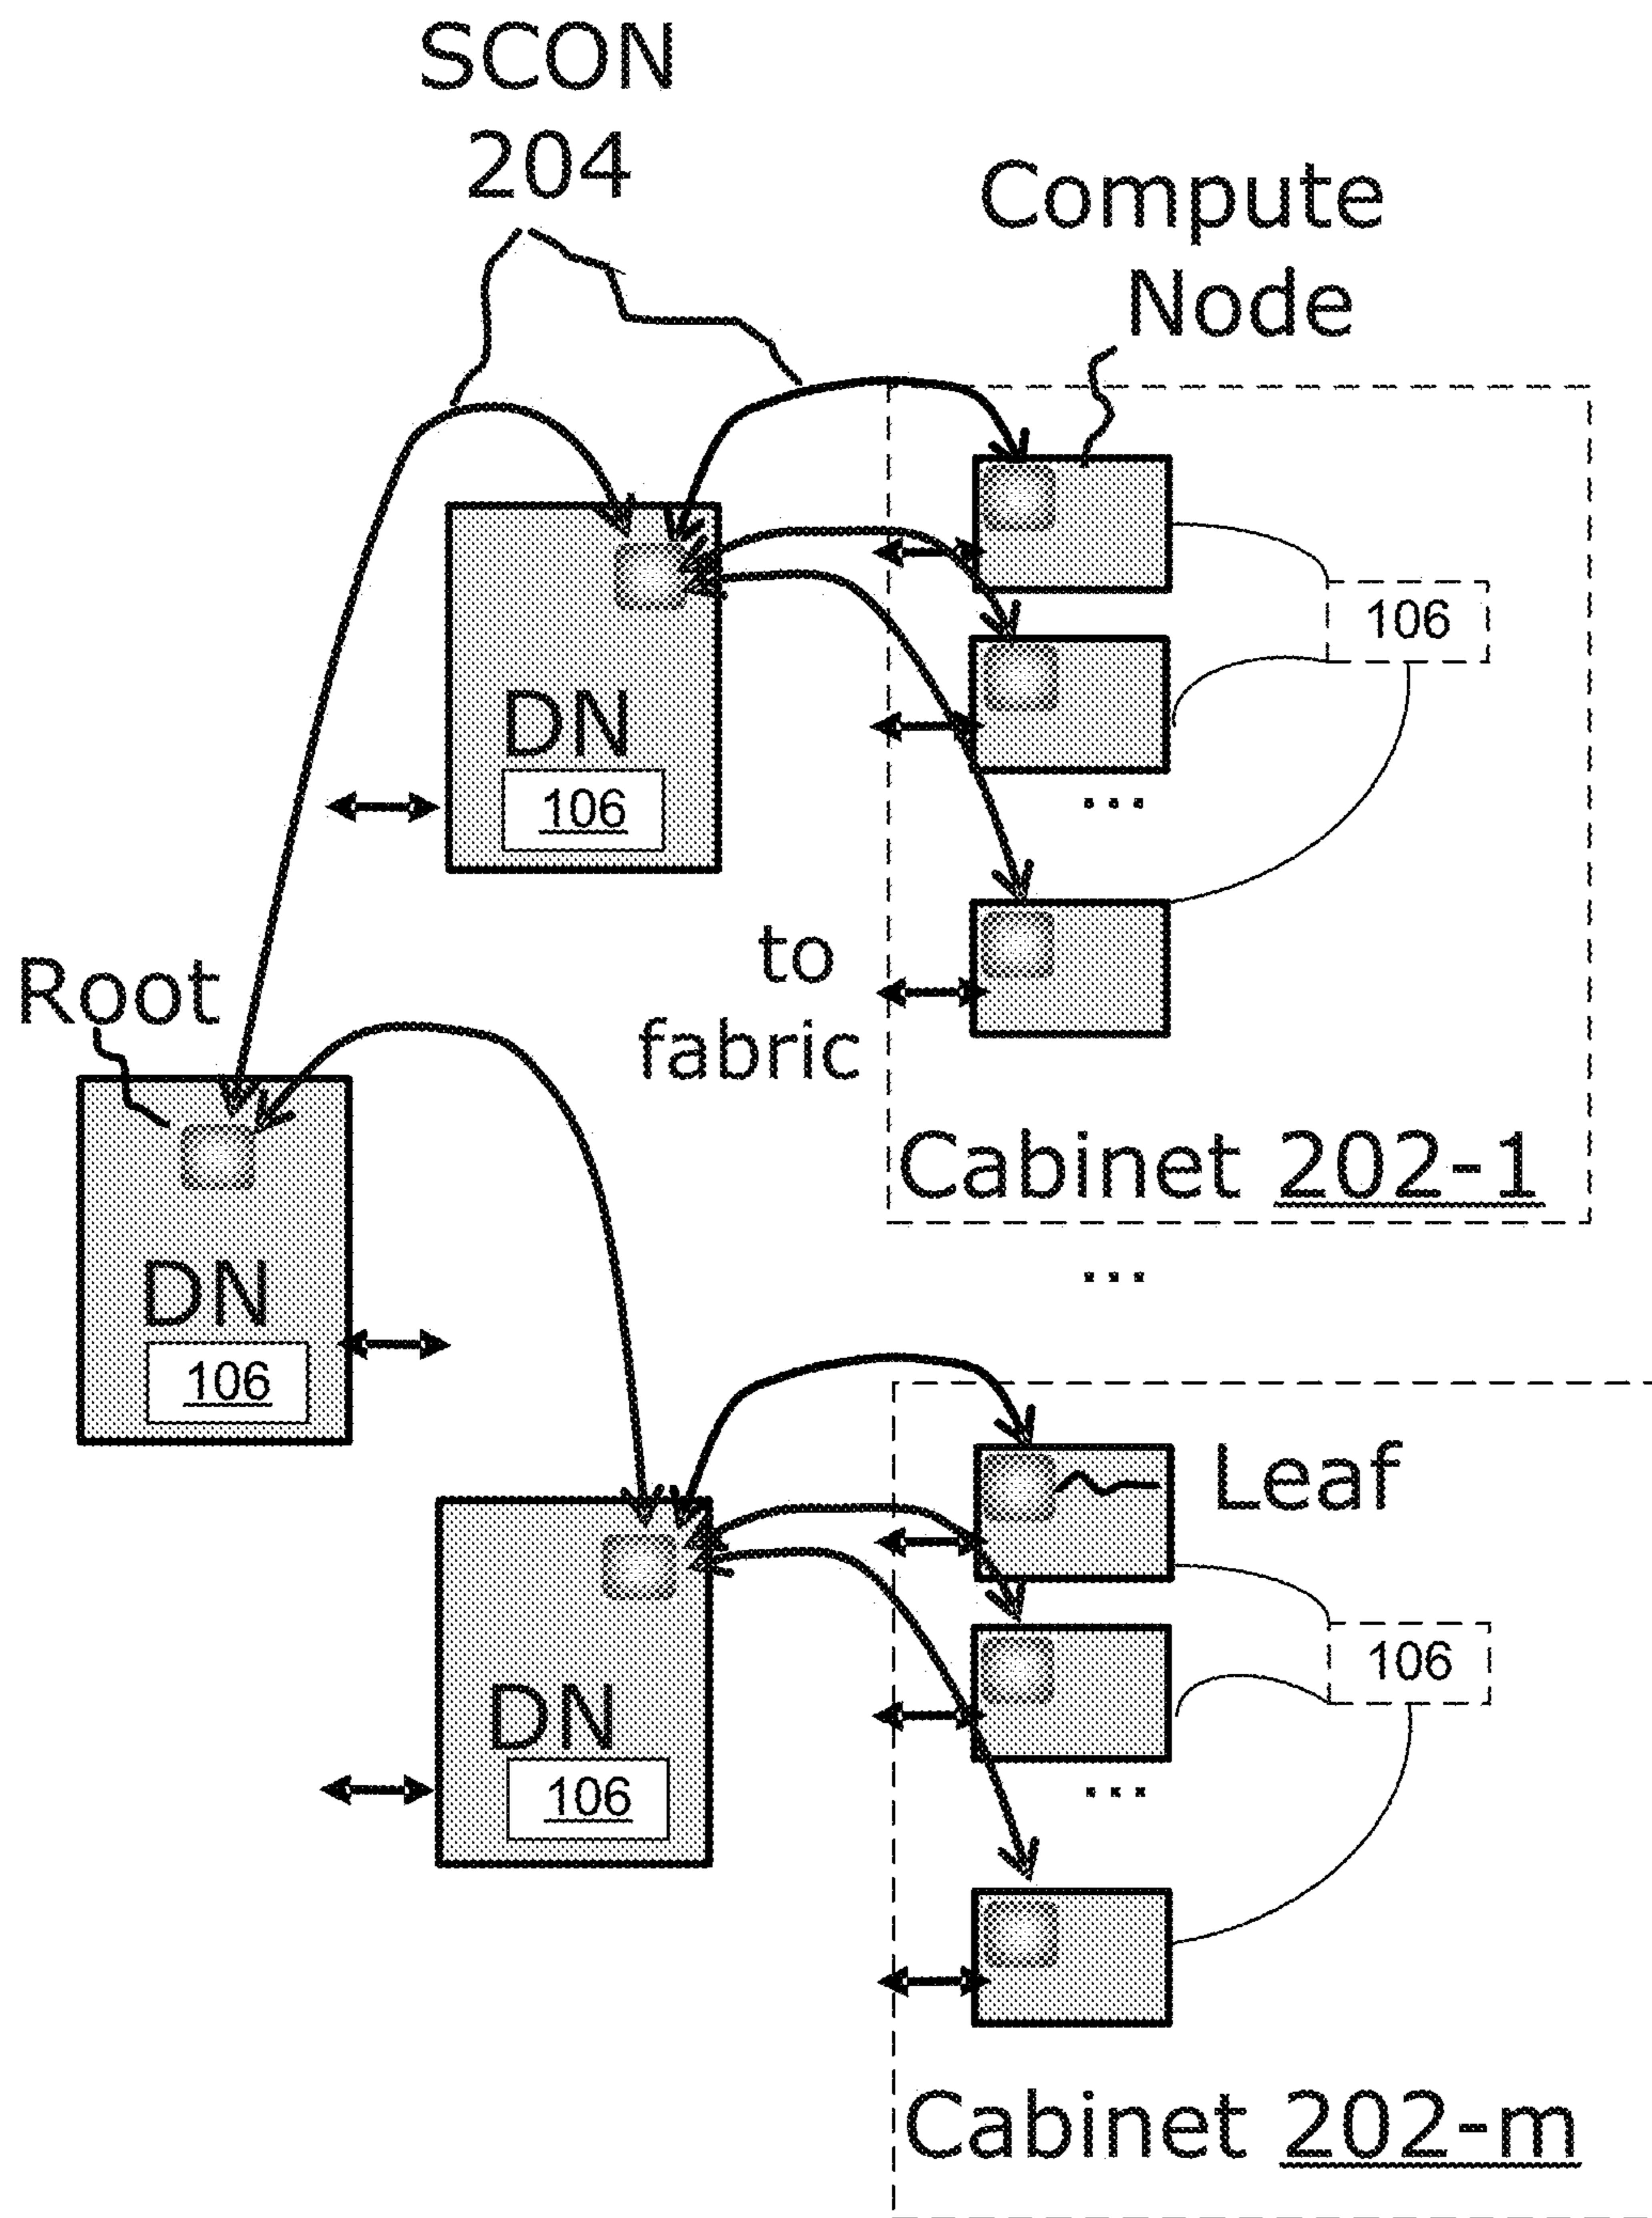 SCON
204
Compute
Node
106
DN
106
to
fabric
...
Root
Cabinet 202-1
...
DN
106
Leaf
106
DN
106
...
Cabinet 202-m